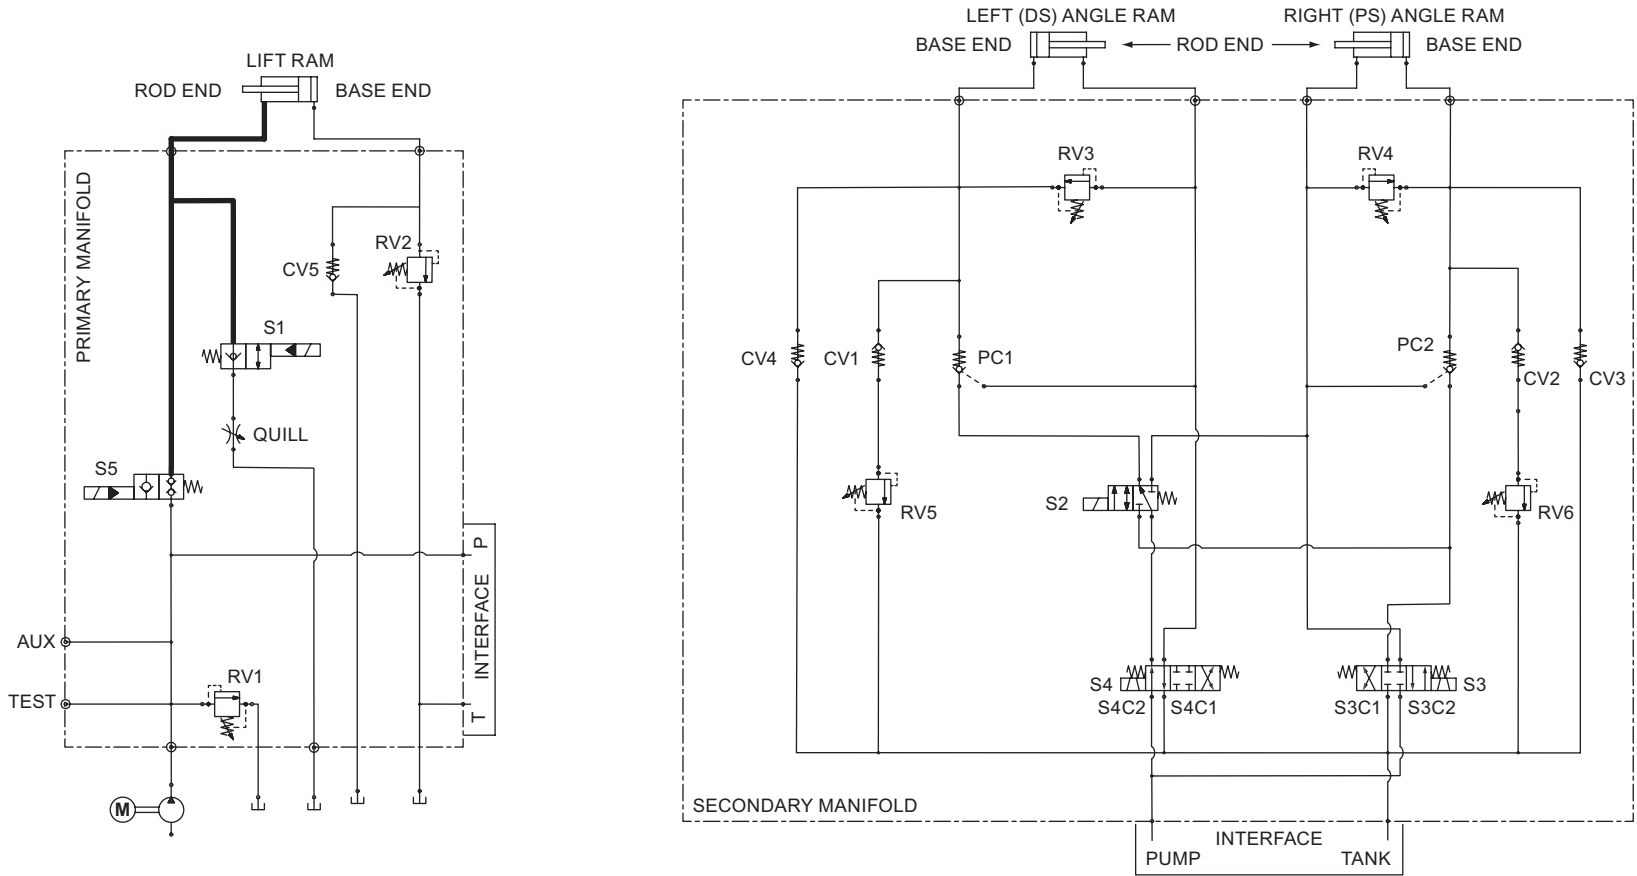 LIFT RAM
ROD END
BASE END
PRIMARY MANIFOLD
CV5
RV2
S1
QUILL
S5
P
INTERFACE
T
AUX
TEST
RV1
M
LEFT (DS) ANGLE RAM
RIGHT (PS) ANGLE RAM
BASE END
ROD END
BASE END
RV3
RV4
CV4
CV1
PC1
PC2
CV2
CV3
RV5
S2
RV6
S4
S3
S4C2
S4C1
S3C1
S3C2
SECONDARY MANIFOLD
INTERFACE
PUMP
TANK